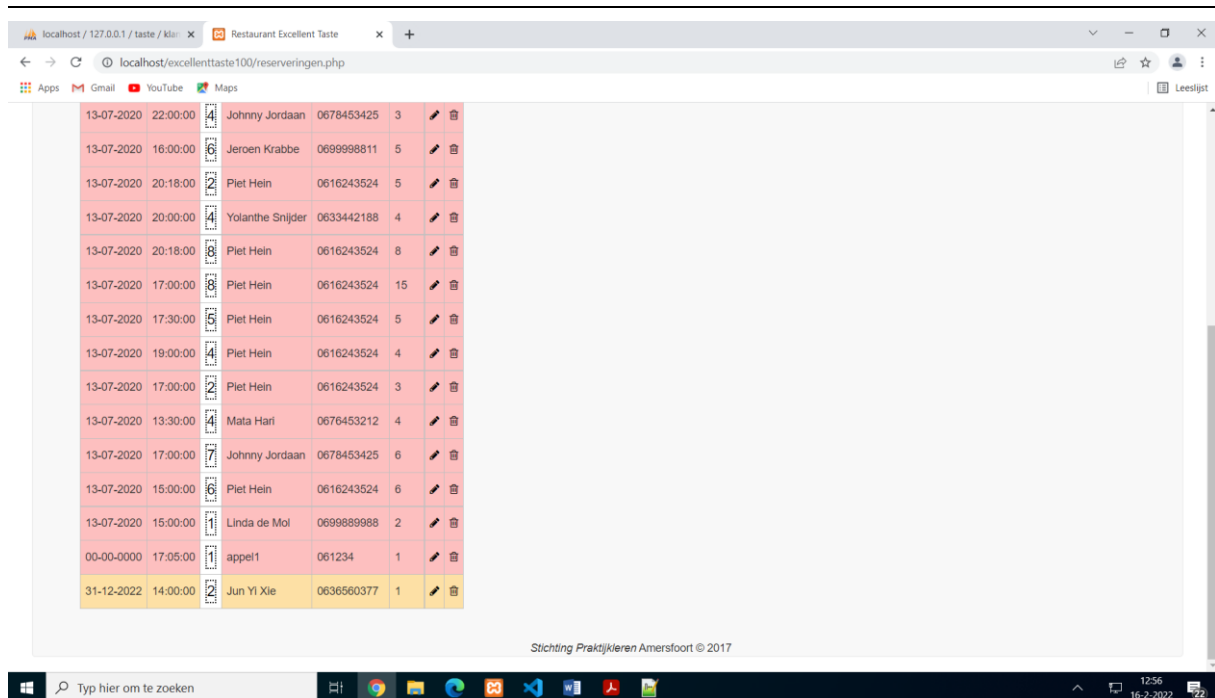 localhost / 127.0.0.1 / taste / klan
Restaurant Excellent Taste
localhost/excellenttaste100/reserveringen.php
Apps Gmail YouTube Maps Leeslijst
13-07-2020 22:00:00 4 Johnny Jordaan 0678453425 3
13-07-2020 16:00:00 6 Jeroen Krabbe 0699998811 5
13-07-2020 20:18:00 2 Piet Hein 0616243524 5
13-07-2020 20:00:00 4 Yolanthe Snijder 0633442188 4
13-07-2020 20:18:00 8 Piet Hein 0616243524 8
13-07-2020 17:00:00 8 Piet Hein 0616243524 15
13-07-2020 17:30:00 5 Piet Hein 0616243524 5
13-07-2020 19:00:00 4 Piet Hein 0616243524 4
13-07-2020 17:00:00 2 Piet Hein 0616243524 3
13-07-2020 13:30:00 4 Mata Hari 0676453212 4
13-07-2020 17:00:00 7 Johnny Jordaan 0678453425 6
13-07-2020 15:00:00 6 Piet Hein 0616243524 6
13-07-2020 15:00:00 1 Linda de Mol 0699889988 2
00-00-0000 17:05:00 1 appel1 061234 1
31-12-2022 14:00:00 2 Jun Yi Xie 0636560377 1
Stichting Praktijkleren Amersfoort © 2017
Typ hier om te zoeken
12:56
16-2-2022
22